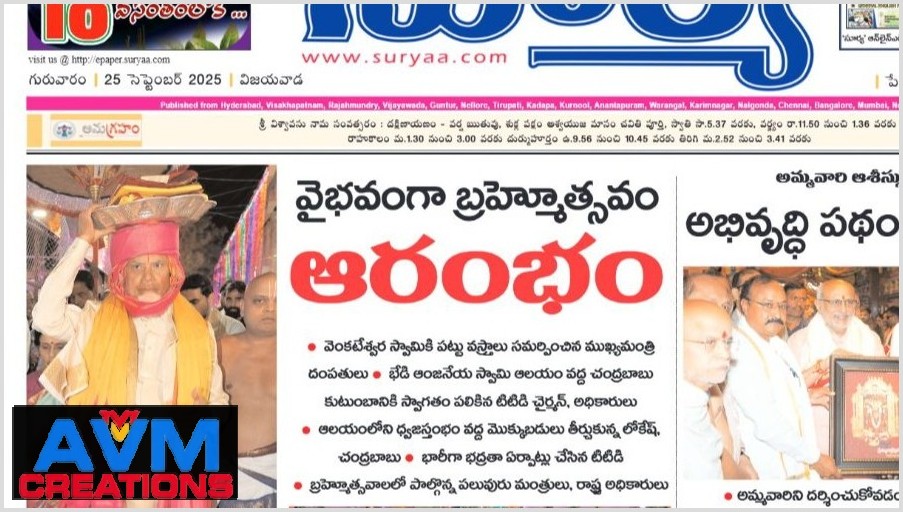 10
visit us @ http://epaper.suryaa.com
గురువారం | 25 సెప్టెంబర్ 2025 | విజయవాడ
www.suryaa.com
Published from Hyderabad, Visakhapatnam, Rajahmundry, Vijayawada, Guntur, Nellore, Tirupati, Kadapa, Kurnool, Anantapuram, Warangal, Karimnagar, Nalgonda, Chennai, Bangalore, Mumbai,
అనుగ్రహం
శ్రీ విశ్వావసు నామ సంవత్సరం : దక్షిణాయణం - వర్ష ఋతువు, శుక్ల పక్షం ఆశ్వయుజ మాసం చవితి పూర్తి, స్వాతి సా.5.37 వరకు, వర్జ్యం రా.11.50 నుంచి 1.36 వరకు
రాహుకాలం మ.1.30 నుంచి 3.00 వరకు దుర్ముహూర్తం ఉ.9.56 నుంచి 10.45 వరకు తిరిగి మ.2.52 నుంచి 3.41 వరకు
వైభవంగా బ్రహ్మోత్సవం
ఆరంభం
• వెంకటేశ్వర స్వామికి పట్టు వస్త్రాలు సమర్పించిన ముఖ్యమంత్రి
దంపతులు • భేడి ఆంజనేయ స్వామి ఆలయం వద్ద చంద్రబాబు
కుటుంబానికి స్వాగతం పలికిన టిటిడి చైర్మన్, అధికారులు
• ఆలయంలోని ధ్వజస్తంభం వద్ద మొక్కుబడులు తీర్చుకున్న లోకేష్,
చంద్రబాబు • భారీగా భద్రతా ఏర్పాట్లు చేసిన టిటిడి
• బ్రహ్మోత్సవాలలో పాల్గొన్న పలువురు మంత్రులు, రాష్ట్ర అధికారులు
అమ్మవారి ఆశీస్సు
అభివృద్ధి పథం
• అమ్మవారిని దర్శించుకోవడం
AVM
CREATIONS